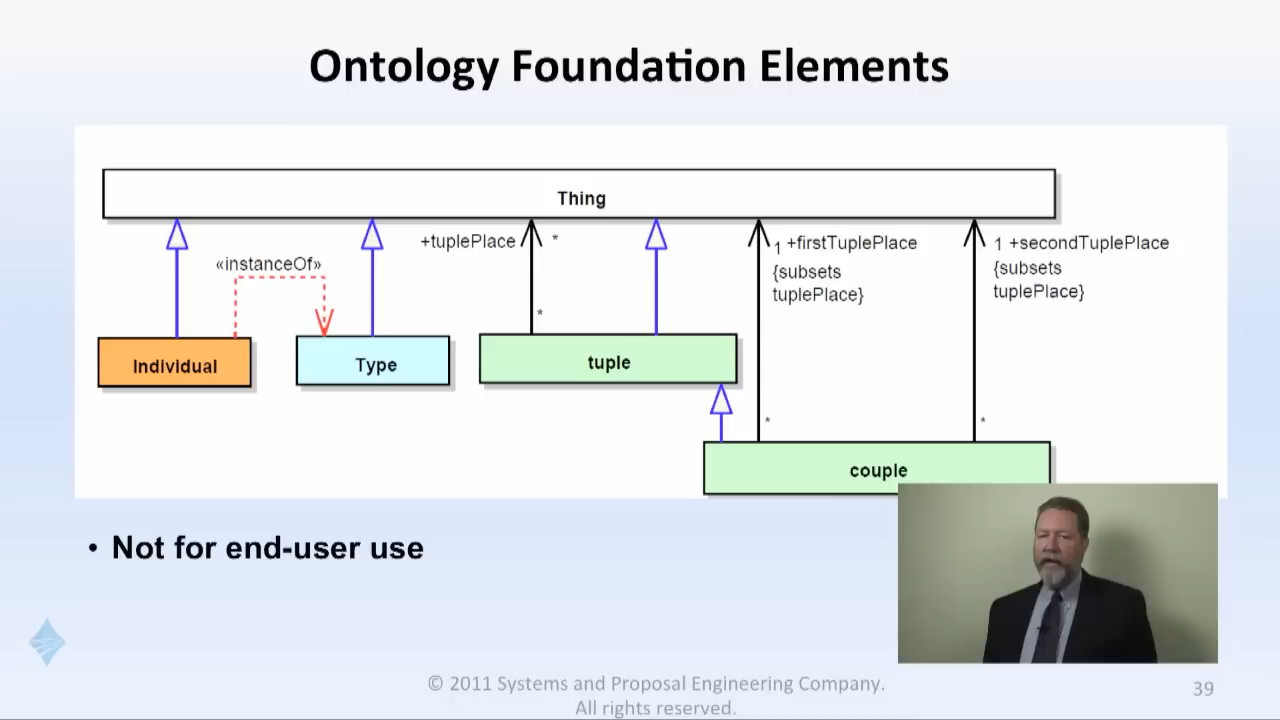 Ontology Foundation Elements
Thing
«instanceOf»
+tuplePlace
*
*
1 +firstTuplePlace
{subsets
tuplePlace}
*
1 +secondTuplePlace
{subsets
tuplePlace}
*
Individual
Type
tuple
couple
• Not for end-user use
© 2011 Systems and Proposal Engineering Company.
All rights reserved.
39